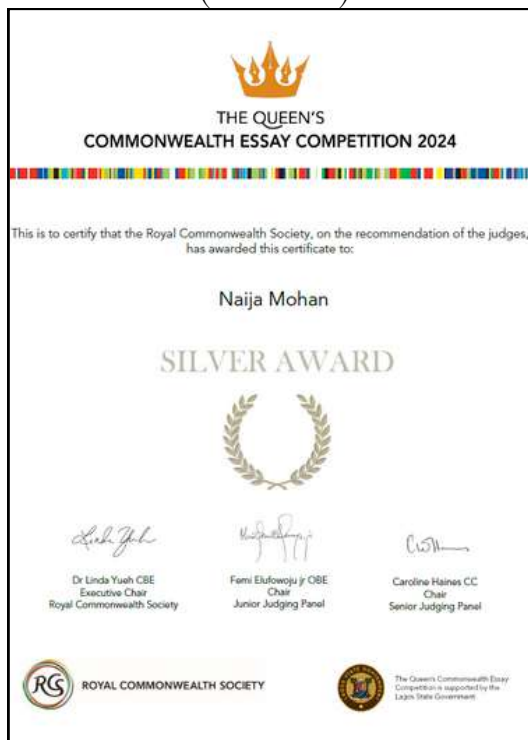 THE QUEEN'S
COMMONWEALTH ESSAY COMPETITION 2024
This is to certify that the Royal Commonwealth Society, on the recommendation of the judges,
has awarded this certificate to:
Naija Mohan
SILVER AWARD
Dr Linda Yueh CBE
Executive Chair
Royal Commonwealth Society
Femi Elufowoju jr OBE
Chair
Junior Judging Panel
Caroline Haines CC
Chair
Senior Judging Panel
RCS
ROYAL COMMONWEALTH SOCIETY
The Queen's Commonwealth Essay
Competition is supported by the
Lagos State Government